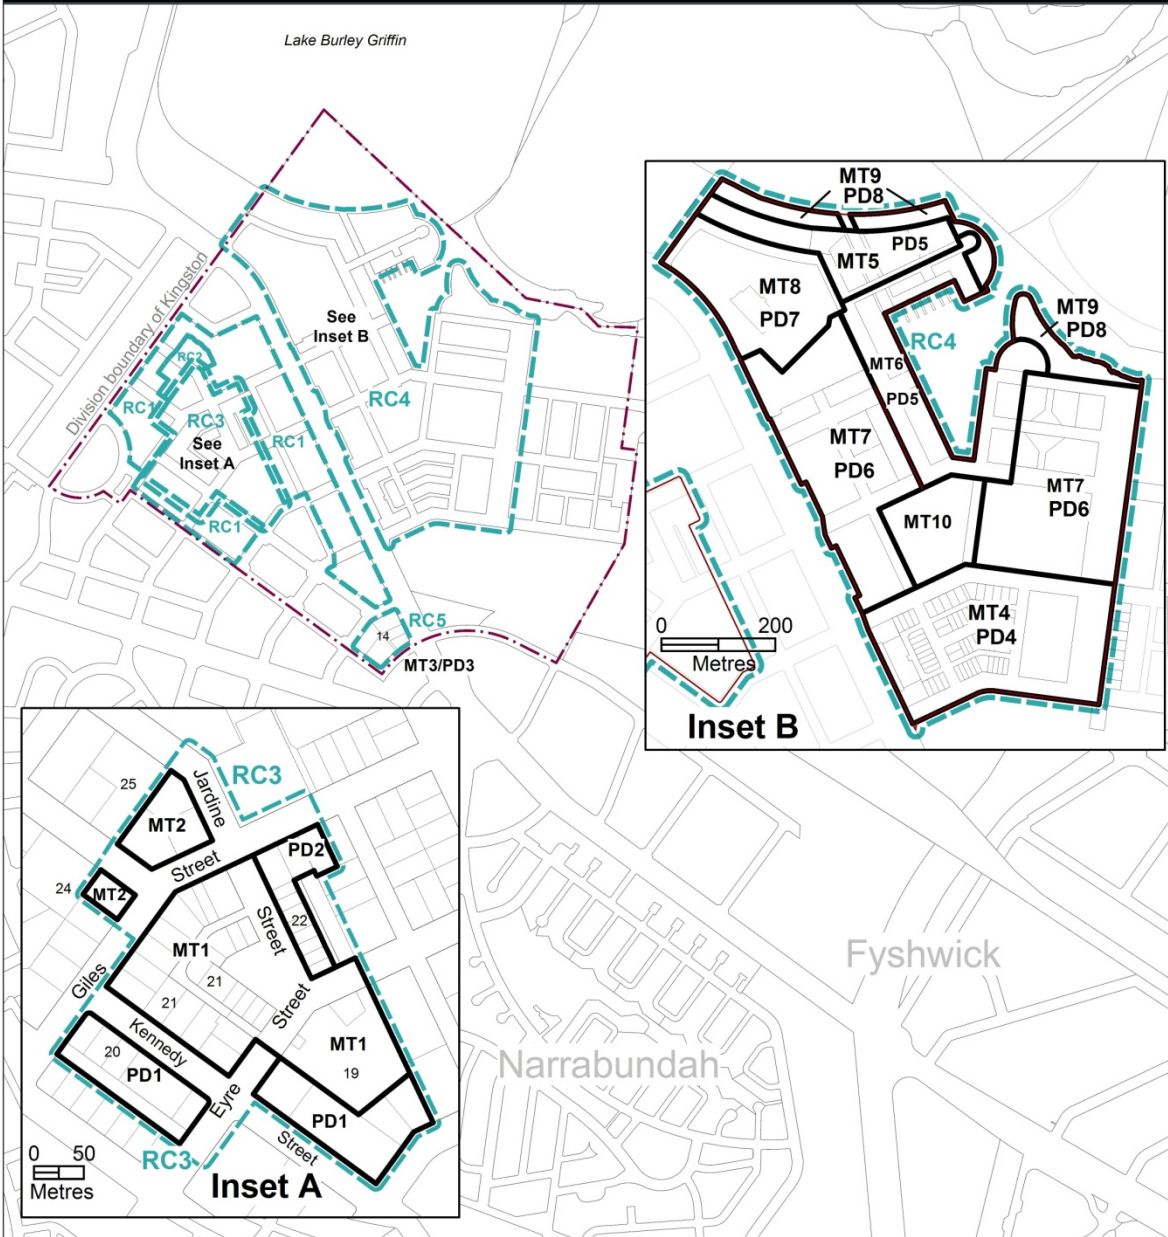 Lake Burley Griffin
Division boundary of Kingston
See
Inset B
RC2
RC1
RC3
See
Inset A
RC1
RC4
RC1
RC5
14
MT3/PD3
MT9
PD8
PD5
MT5
MT8
PD7
MT9
PD8
RC4
MT6
PD5
MT7
PD6
MT7
PD6
MT10
MT4
PD4
0 200
Metres
Inset B
RC3
25
Jardine
MT2
Street
PD2
24
MT2
22
Street
MT1
21
21
Giles
Street
Kennedy
20
PD1
MT1
19
Eyre
PD1
Street
RC3
0 50
Metres
Inset A
Fyshwick
Narrabundah